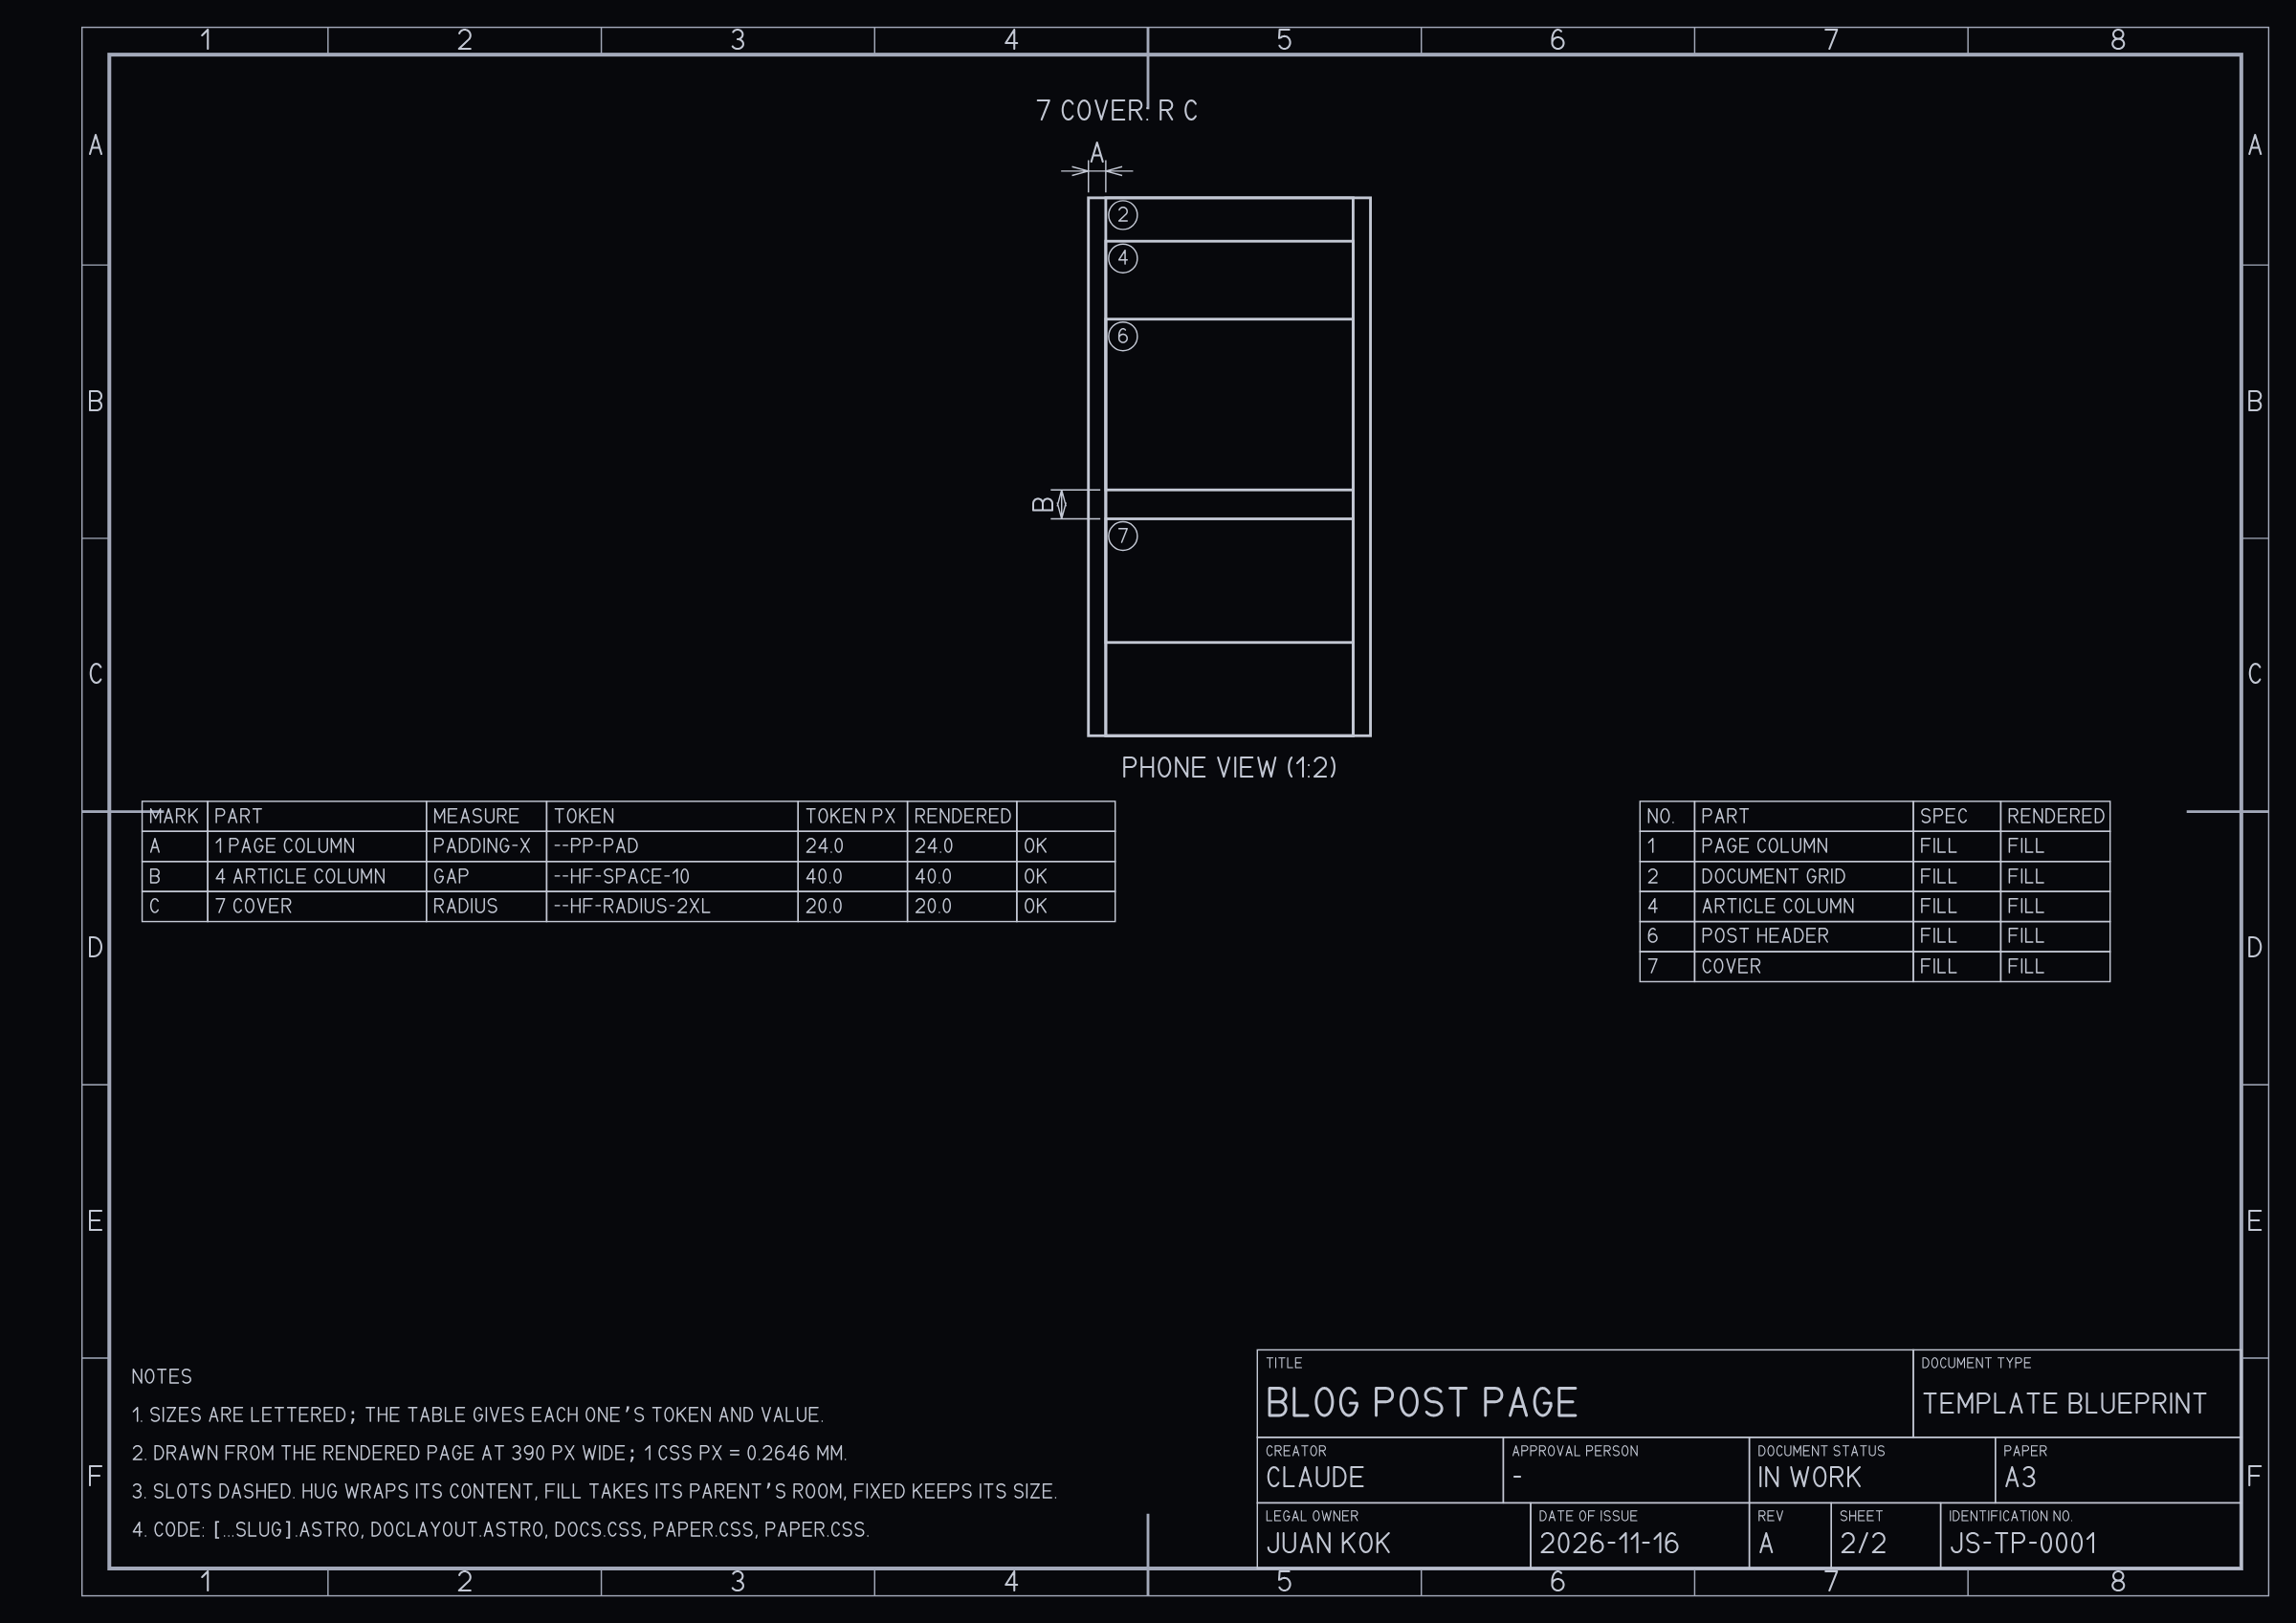 1 2 3 4 5 6 7 8
7 COVER: R C
A
A A
2
4
6
B B
B
7
C C
PHONE VIEW (1:2)
MARK PART MEASURE TOKEN TOKEN PX RENDERED
A 1 PAGE COLUMN PADDING-X --PP-PAD 24.0 24.0 OK
B 4 ARTICLE COLUMN GAP --HF-SPACE-10 40.0 40.0 OK
C 7 COVER RADIUS --HF-RADIUS-2XL 20.0 20.0 OK
NO. PART SPEC RENDERED
1 PAGE COLUMN FILL FILL
2 DOCUMENT GRID FILL FILL
4 ARTICLE COLUMN FILL FILL
6 POST HEADER FILL FILL
7 COVER FILL FILL
D D
E E
NOTES
1. SIZES ARE LETTERED; THE TABLE GIVES EACH ONE'S TOKEN AND VALUE.
2. DRAWN FROM THE RENDERED PAGE AT 390 PX WIDE; 1 CSS PX = 0.2646 MM.
3. SLOTS DASHED. HUG WRAPS ITS CONTENT, FILL TAKES ITS PARENT'S ROOM, FIXED KEEPS ITS SIZE.
4. CODE: [...SLUG].ASTRO, DOCLAYOUT.ASTRO, DOCS.CSS, PAPER.CSS, PAPER.CSS.
TITLE
BLOG POST PAGE
DOCUMENT TYPE
TEMPLATE BLUEPRINT
CREATOR
CLAUDE
APPROVAL PERSON
-
DOCUMENT STATUS
IN WORK
PAPER
A3
LEGAL OWNER
JUAN KOK
DATE OF ISSUE
2026-11-16
REV
A
SHEET
2/2
IDENTIFICATION NO.
JS-TP-0001
F F
1 2 3 4 5 6 7 8